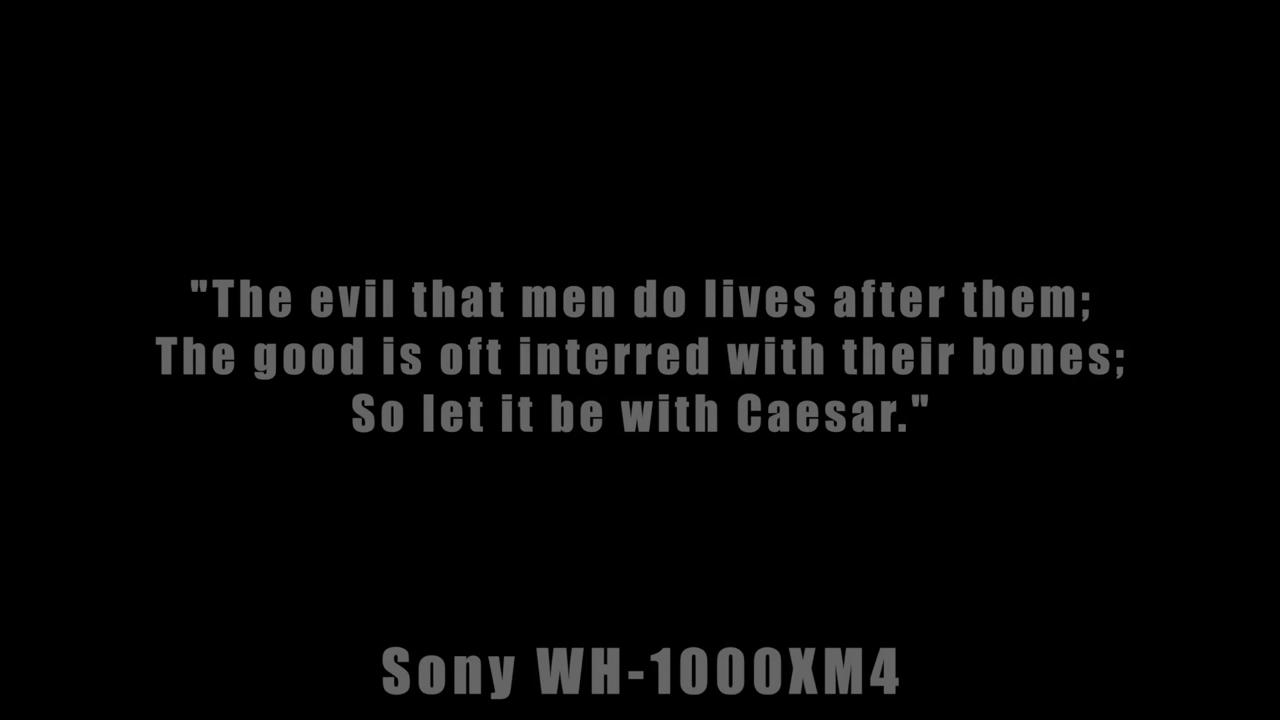 "The evil that men do lives after them;
The good is oft interred with their bones;
So let it be with Caesar."
Sony WH-1000XM4